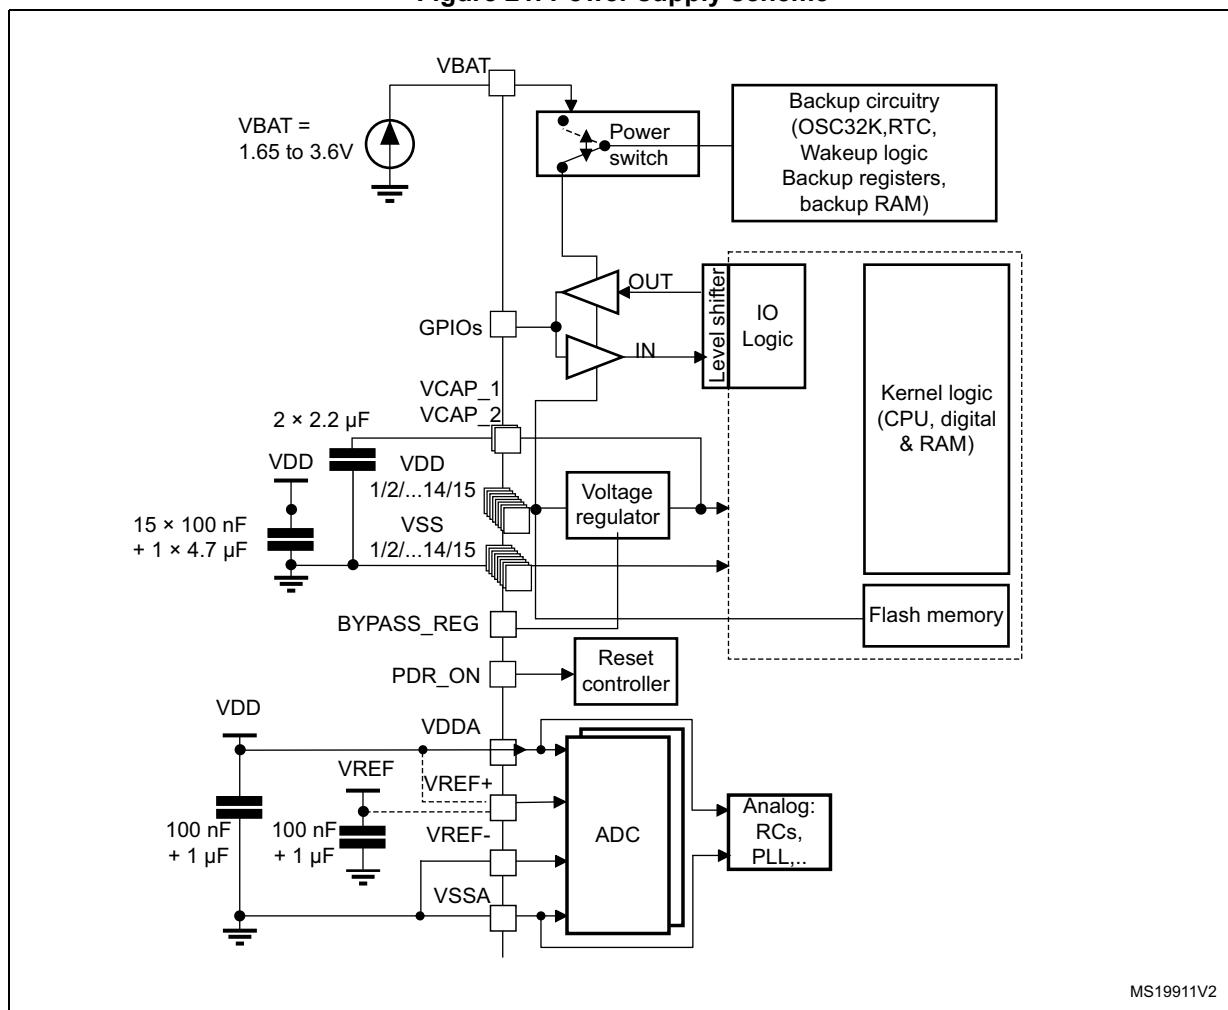 VBAT
VBAT =
1.65 to 3.6V
Power
switch
Backup circuitry
(OSC32K,RTC,
Wakeup logic
Backup registers,
backup RAM)
OUT
GPIOs
IN
Level shifter
IO
Logic
Kernel logic
(CPU, digital
& RAM)
VCAP_1
VCAP_2
2 × 2.2 µF
VDD
VDD
1/2/...14/15
Voltage
regulator
15 × 100 nF
+ 1 × 4.7 µF
VSS
1/2/...14/15
Flash memory
BYPASS_REG
PDR_ON
Reset
controller
VDD
VDDA
VREF
VREF+
100 nF
+ 1 µF
100 nF
+ 1 µF
VREF-
ADC
Analog:
RCs,
PLL,..
VSSA
MS19911V2